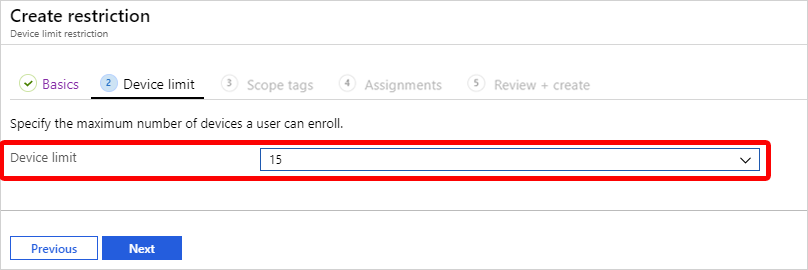 Create restriction
Device limit restriction
Basics 2 Device limit 3 Scope tags 4 Assignments 5 Review + create
Specify the maximum number of devices a user can enroll.
Device limit 15
Previous Next